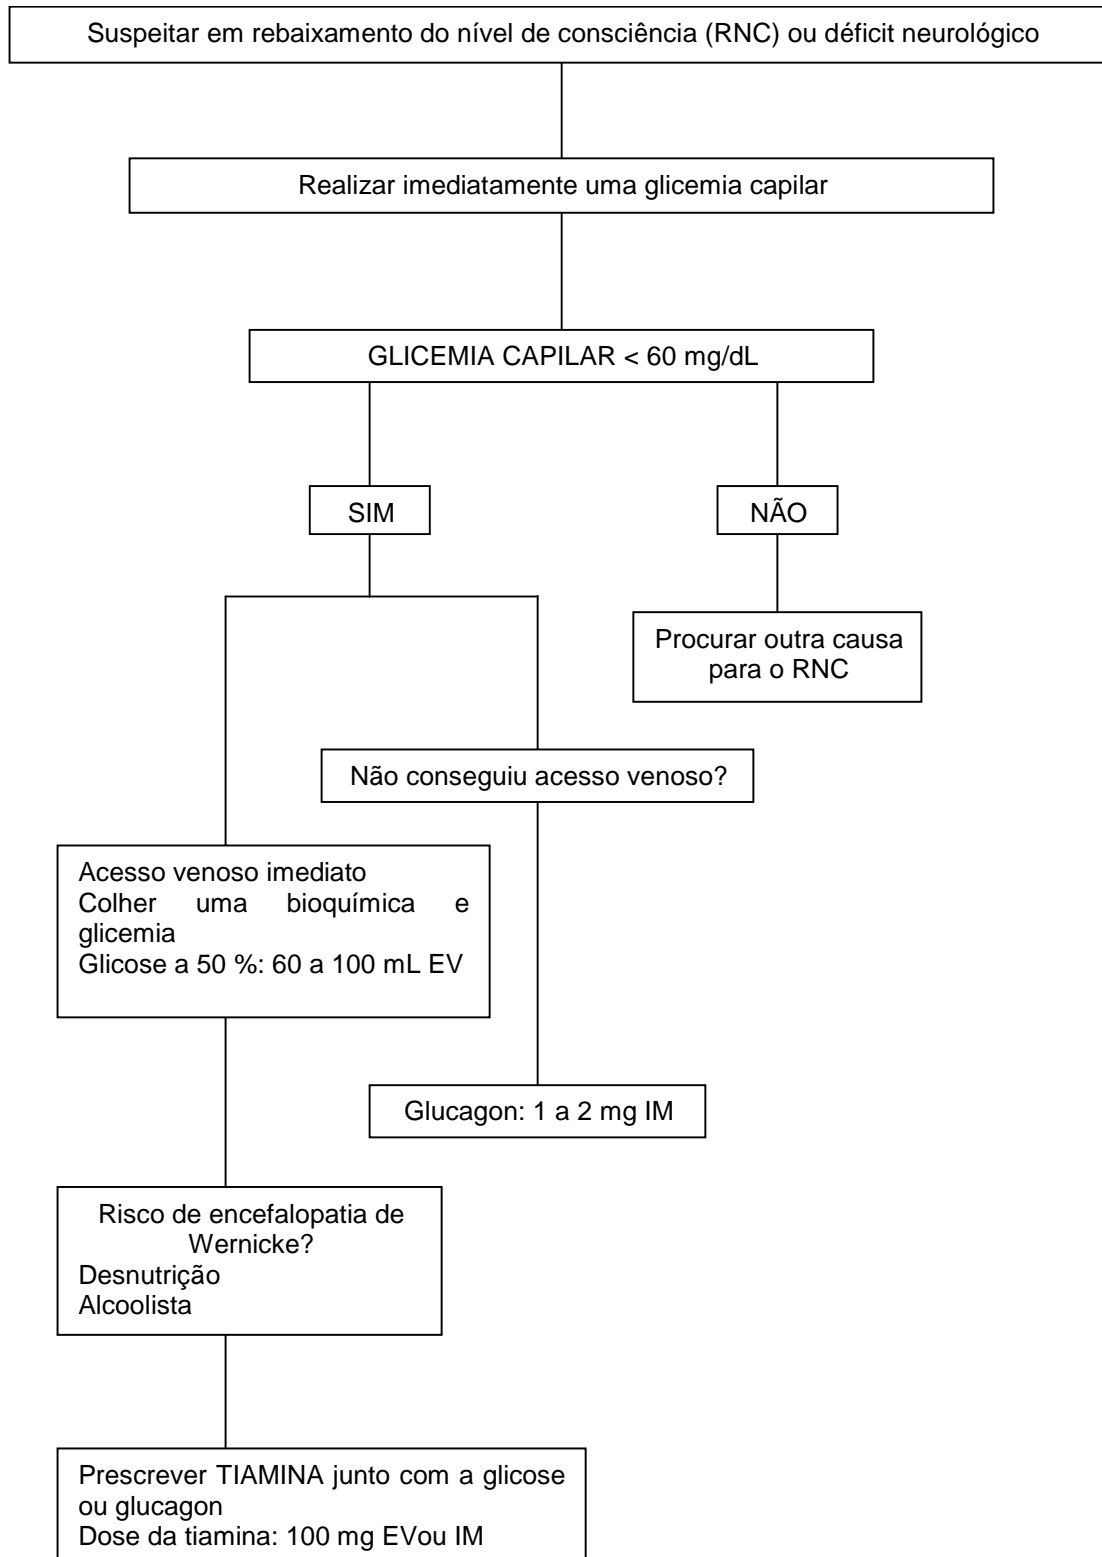 Suspeitar em rebaixamento do nível de consciência (RNC) ou déficit neurológico
Realizar imediatamente uma glicemia capilar
GLICEMIA CAPILAR < 60 mg/dL
SIM
NÃO
Procurar outra causa
para o RNC
Não conseguiu acesso venoso?
Acesso venoso imediato
Colher uma bioquímica e
glicemia
Glicose a 50 %: 60 a 100 mL EV
Glucagon: 1 a 2 mg IM
Risco de encefalopatia de
Wernicke?
Desnutrição
Alcoolista
Prescrever TIAMINA junto com a glicose
ou glucagon
Dose da tiamina: 100 mg EVou IM